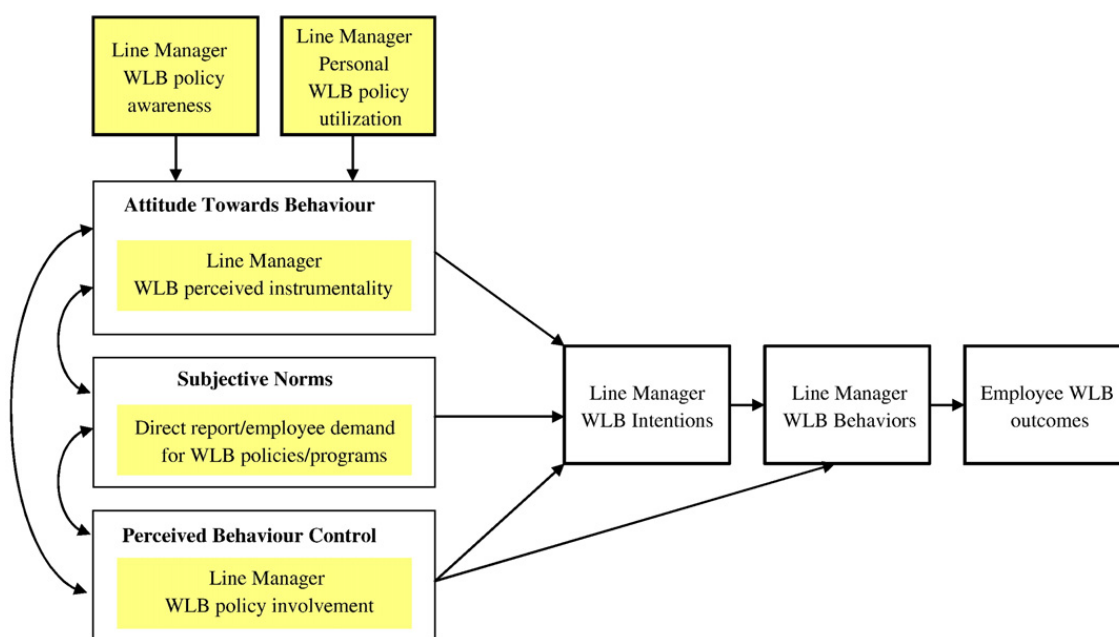 Line Manager
WLB policy
awareness
Line Manager
Personal
WLB policy
utilization
Attitude Towards Behaviour
Line Manager
WLB perceived instrumentality
Subjective Norms
Direct report/employee demand
for WLB policies/programs
Perceived Behaviour Control
Line Manager
WLB policy involvement
Line Manager
WLB Intentions
Line Manager
WLB Behaviors
Employee WLB
outcomes